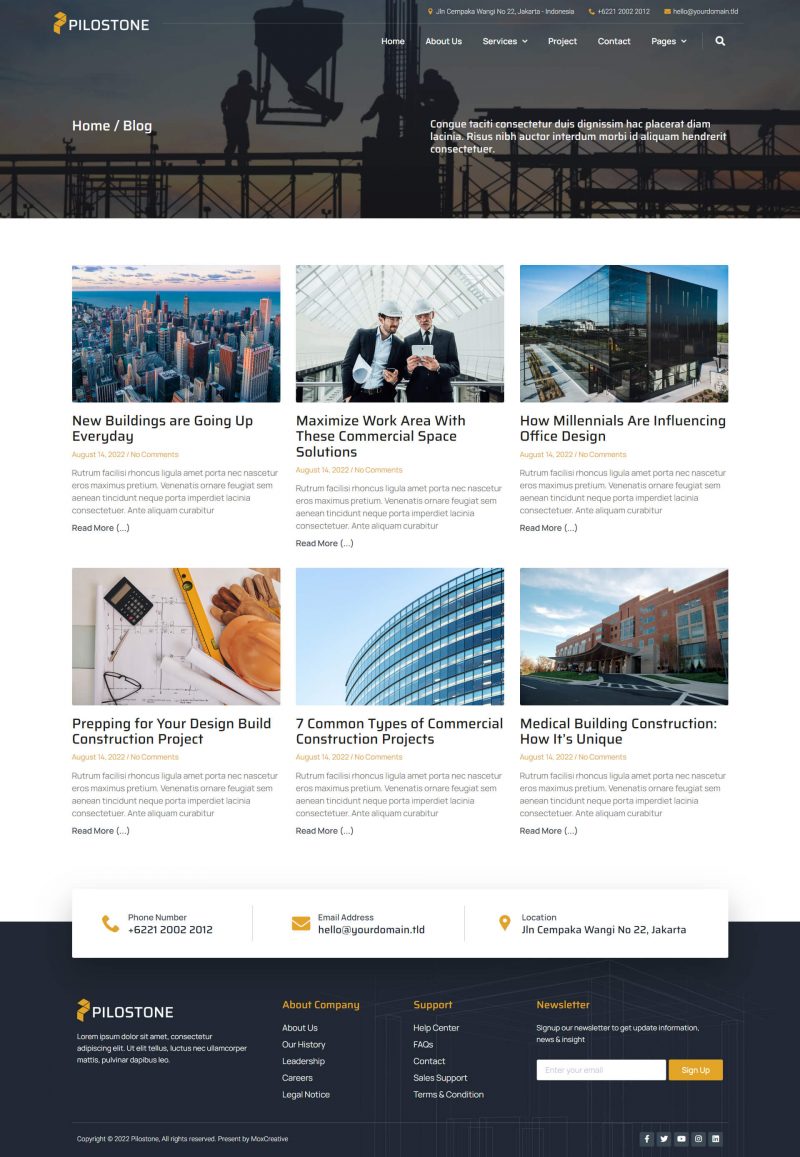 PILOSTONE
Jln Cempaka Wangi No 22, Jakarta - Indonesia
+6221 2002 2012
hello@yourdomain.tld
Home
About Us
Services
Project
Contact
Pages
Home / Blog
Congue taciti consectetur duis dignissim hac placerat diam
lacinia. Risus nibh auctor interdum morbi id aliquam hendrerit
consectetuer.
New Buildings are Going Up
Everyday
August 14, 2022 / No Comments
Rutrum facilisi rhoncus ligula amet porta nec nascetur
eros maximus pretium. Venenatis ornare feugiat sem
aenean tincidunt neque porta imperdiet lacinia
consectetuer. Ante aliquam curabitur
Read More (...)
Maximize Work Area With
These Commercial Space
Solutions
August 14, 2022 / No Comments
Rutrum facilisi rhoncus ligula amet porta nec nascetur
eros maximus pretium. Venenatis ornare feugiat sem
aenean tincidunt neque porta imperdiet lacinia
consectetuer. Ante aliquam curabitur
Read More (...)
How Millennials Are Influencing
Office Design
August 14, 2022 / No Comments
Rutrum facilisi rhoncus ligula amet porta nec nascetur
eros maximus pretium. Venenatis ornare feugiat sem
aenean tincidunt neque porta imperdiet lacinia
consectetuer. Ante aliquam curabitur
Read More (...)
Prepping for Your Design Build
Construction Project
August 14, 2022 / No Comments
Rutrum facilisi rhoncus ligula amet porta nec nascetur
eros maximus pretium. Venenatis ornare feugiat sem
aenean tincidunt neque porta imperdiet lacinia
consectetuer. Ante aliquam curabitur
Read More (...)
7 Common Types of Commercial
Construction Projects
August 14, 2022 / No Comments
Rutrum facilisi rhoncus ligula amet porta nec nascetur
eros maximus pretium. Venenatis ornare feugiat sem
aenean tincidunt neque porta imperdiet lacinia
consectetuer. Ante aliquam curabitur
Read More (...)
Medical Building Construction:
How It's Unique
August 14, 2022 / No Comments
Rutrum facilisi rhoncus ligula amet porta nec nascetur
eros maximus pretium. Venenatis ornare feugiat sem
aenean tincidunt neque porta imperdiet lacinia
consectetuer. Ante aliquam curabitur
Read More (...)
Phone Number
+6221 2002 2012
Email Address
hello@yourdomain.tld
Location
Jln Cempaka Wangi No 22, Jakarta
PILOSTONE
Lorem ipsum dolor sit amet, consectetur
adipiscing elit. Ut elit tellus, luctus nec ullamcorper
mattis, pulvinar dapibus leo.
About Company
About Us
Our History
Leadership
Careers
Legal Notice
Support
Help Center
FAQs
Contact
Sales Support
Terms & Condition
Newsletter
Signup our newsletter to get update information,
news & insight
Enter your email
Sign Up
Copyright © 2022 Pilostone, All rights reserved. Present by MoxCreative